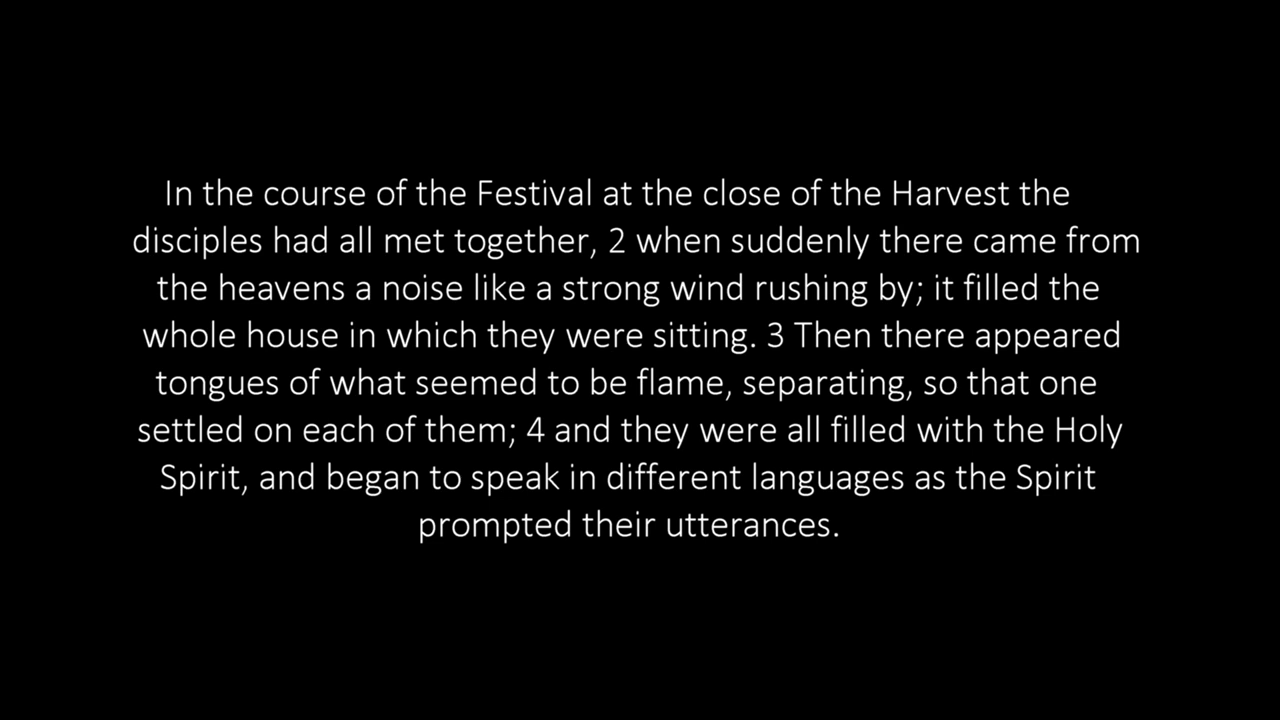 In the course of the Festival at the close of the Harvest the
disciples had all met together, 2 when suddenly there came from
the heavens a noise like a strong wind rushing by; it filled the
whole house in which they were sitting. 3 Then there appeared
tongues of what seemed to be flame, separating, so that one
settled on each of them; 4 and they were all filled with the Holy
Spirit, and began to speak in different languages as the Spirit
prompted their utterances.